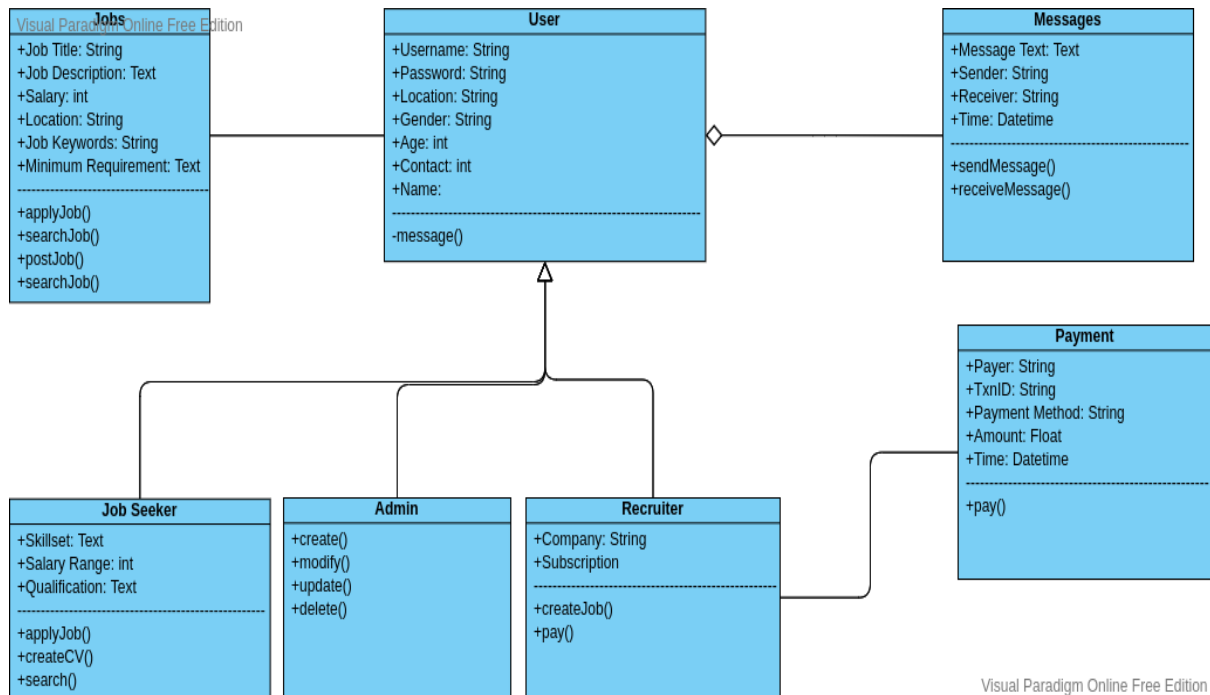 Jobs
Visual Paradigm Online Free Edition
+Job Title: String
+Job Description: Text
+Salary: int
+Location: String
+Job Keywords: String
+Minimum Requirement: Text
+applyJob()
+searchJob()
+postJob()
+searchJob()
User
+Username: String
+Password: String
+Location: String
+Gender: String
+Age: int
+Contact: int
+Name:
-message()
Messages
+Message Text: Text
+Sender: String
+Receiver: String
+Time: Datetime
+sendMessage()
+receiveMessage()
Payment
+Payer: String
+TxnID: String
+Payment Method: String
+Amount: Float
+Time: Datetime
+pay()
Job Seeker
+Skillset: Text
+Salary Range: int
+Qualification: Text
+applyJob()
+createCV()
+search()
Admin
+create()
+modify()
+update()
+delete()
Recruiter
+Company: String
+Subscription
+createJob()
+pay()
Visual Paradigm Online Free Edition